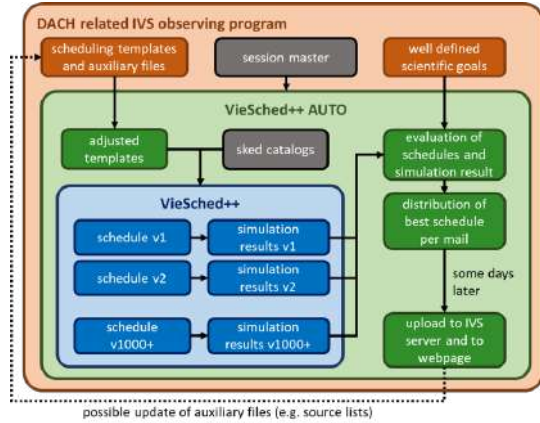 DACH related IVS observing program
scheduling templates
and auxiliary files
session master
well defined
scientific goals
VieSched++ AUTO
adjusted
templates
sked catalogs
evaluation of
schedules and
simulation result
VieSched++
distribution of
best schedule
per mail
schedule v1
simulation
results v1
schedule v2
simulation
results v2
some days
later
schedule
v1000+
simulation
results v1000+
upload to IVS
server and to
webpage
possible update of auxiliary files (e.g. source lists)